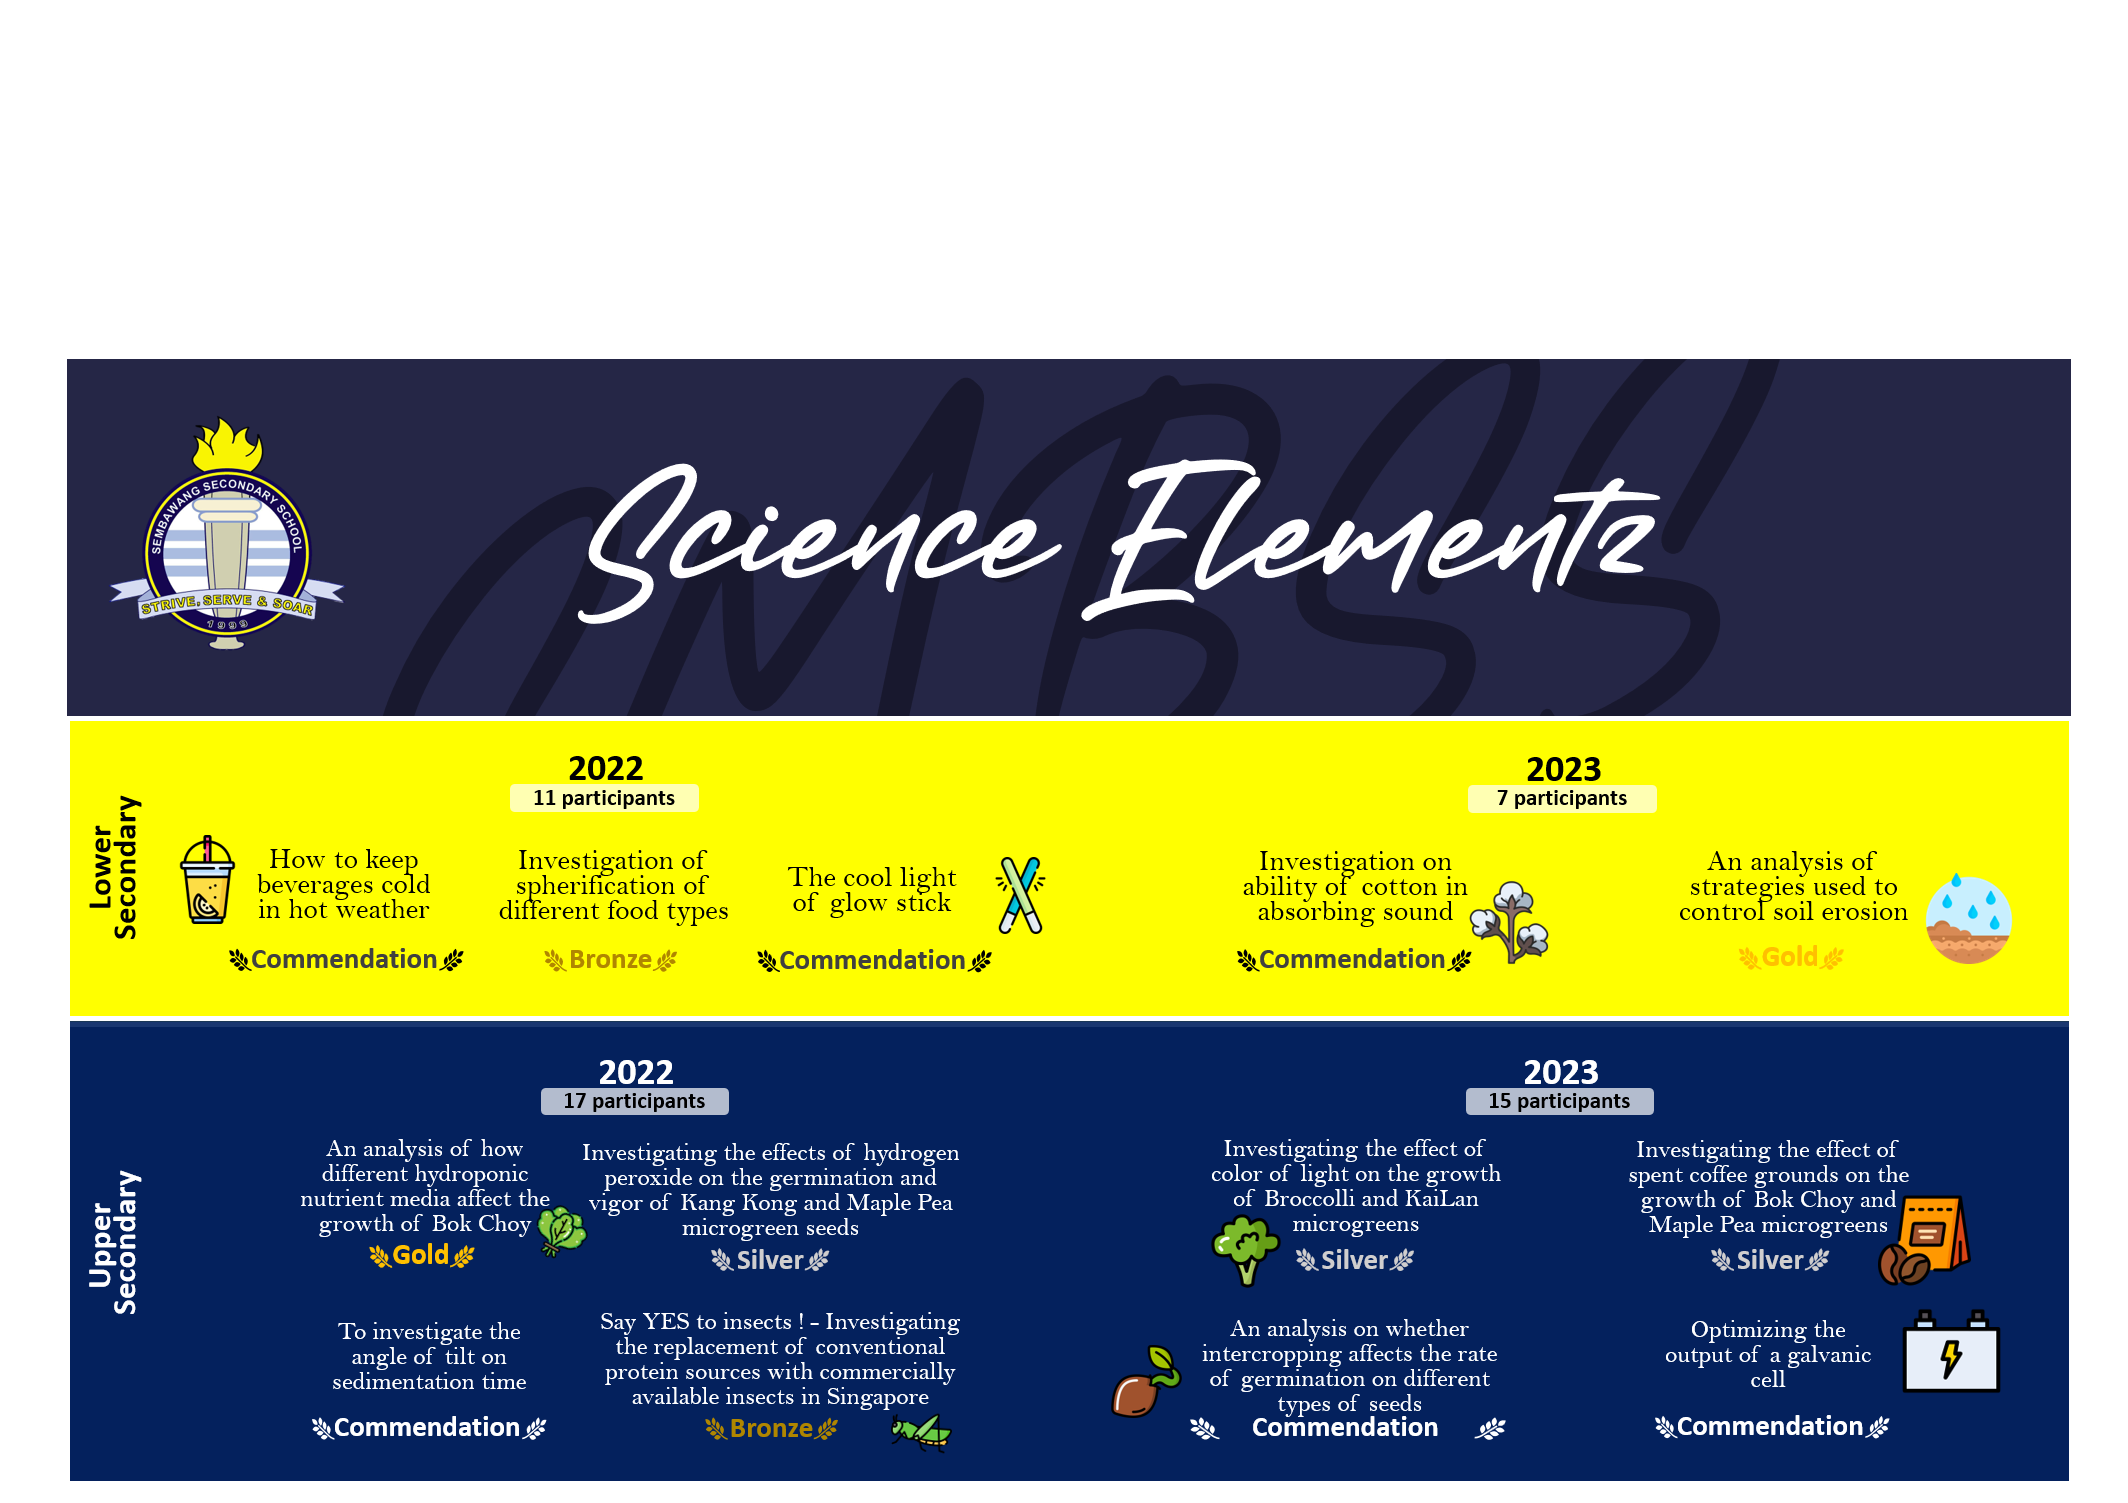 SEMBAWANG SECONDARY SCHOOL
STRIVE, SERVE & SOAR
1999
MBSS
Science Elementz
Lower
Secondary
2022
11 participants
How to keep
beverages cold
in hot weather
Commendation
Investigation of
spherification of
different food types
Bronze
The cool light
of glow stick
Commendation
2023
7 participants
Investigation on
ability of cotton in
absorbing sound
Commendation
An analysis of
strategies used to
control soil erosion
Gold
Upper
Secondary
2022
17 participants
An analysis of how
different hydroponic
nutrient media affect the
growth of Bok Choy
Gold
Investigating the effects of hydrogen
peroxide on the germination and
vigor of Kang Kong and Maple Pea
microgreen seeds
Silver
To investigate the
angle of tilt on
sedimentation time
Commendation
Say YES to insects ! - Investigating
the replacement of conventional
protein sources with commercially
available insects in Singapore
Bronze
2023
15 participants
Investigating the effect of
color of light on the growth
of Broccolli and KaiLan
microgreens
Silver
Investigating the effect of
spent coffee grounds on the
growth of Bok Choy and
Maple Pea microgreens
Silver
An analysis on whether
intercropping affects the rate
of germination on different
types of seeds
Commendation
Optimizing the
output of a galvanic
cell
Commendation